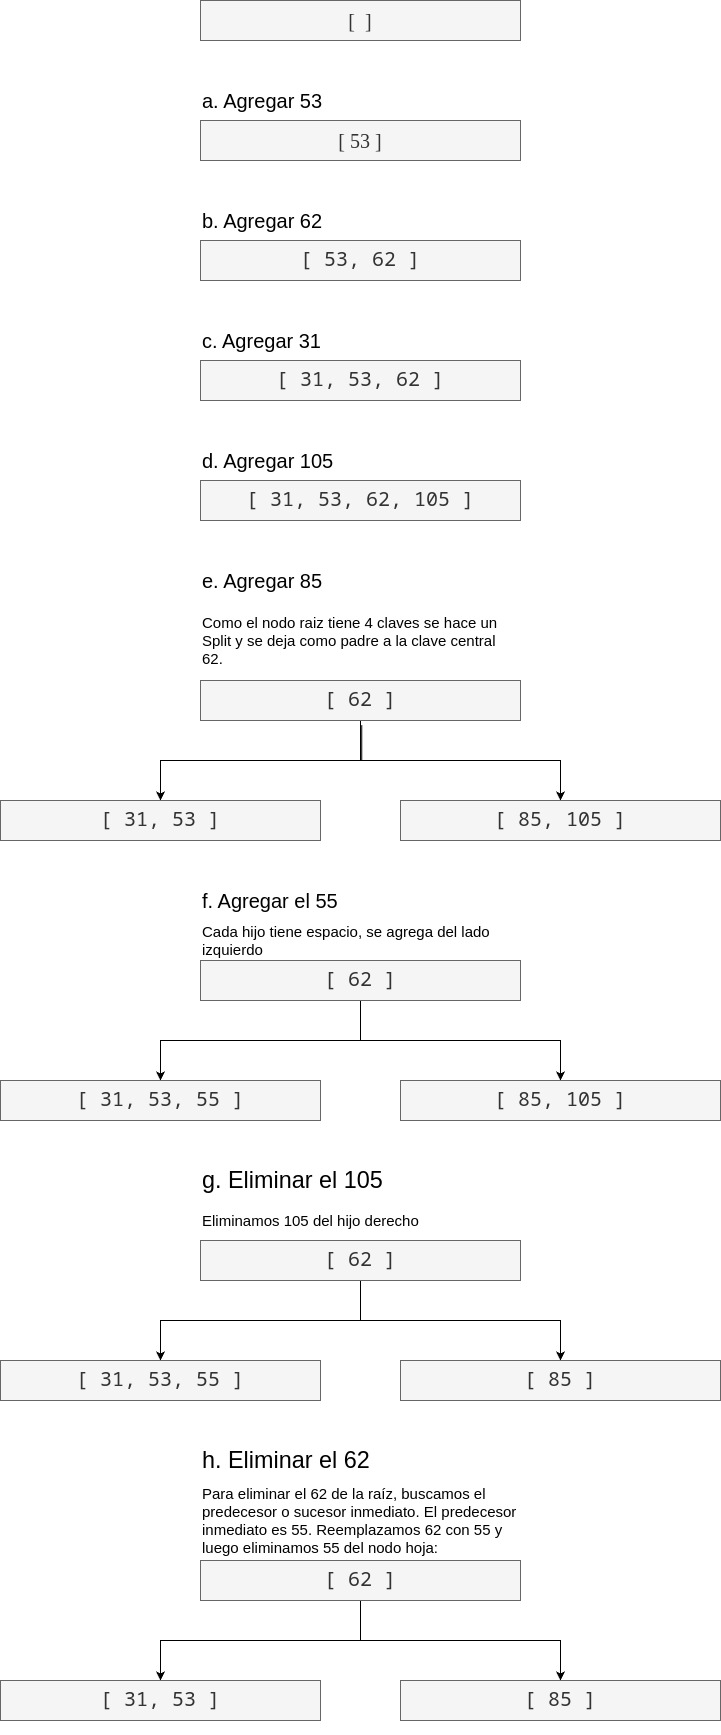 [ ]
a. Agregar 53
[ 53 ]
b. Agregar 62
[ 53, 62 ]
c. Agregar 31
[ 31, 53, 62 ]
d. Agregar 105
[ 31, 53, 62, 105 ]
e. Agregar 85
Como el nodo raiz tiene 4 claves se hace un
Split y se deja como padre a la clave central
62.
[ 62 ]
[ 31, 53 ]
[ 85, 105 ]
f. Agregar el 55
Cada hijo tiene espacio, se agrega del lado
izquierdo
[ 62 ]
[ 31, 53, 55 ]
[ 85, 105 ]
g. Eliminar el 105
Eliminamos 105 del hijo derecho
[ 62 ]
[ 31, 53, 55 ]
[ 85 ]
h. Eliminar el 62
Para eliminar el 62 de la raíz, buscamos el
predecesor o sucesor inmediato. El predecesor
inmediato es 55. Reemplazamos 62 con 55 y
luego eliminamos 55 del nodo hoja:
[ 62 ]
[ 31, 53 ]
[ 85 ]